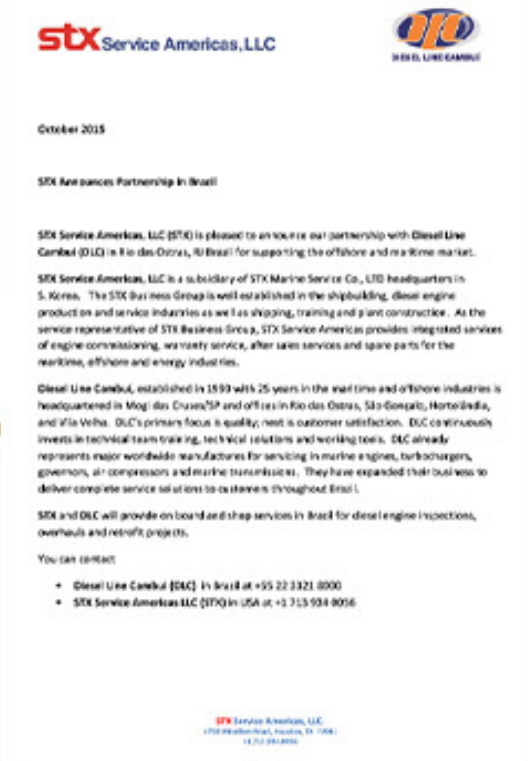 STX Service Americas, LLC
DIESEL LINE CAMBUÍ
October 2015
STX Announces Partnership in Brazil
STX Service Americas, LLC (STX) is pleased to announce our partnership with Diesel Line
Cambui (DLC) in Rio das Ostras, RJ Brazil for supporting the offshore and maritime market.
STX Service Americas, LLC is a subsidiary of STX Marine Service Co., LTD headquarters in
S. Korea. The STX Business Group is well established in the shipbuilding, diesel engine
production and service industries as well as shipping, training and plant construction. As the
service representative of STX Business Group, STX Service Americas provides integrated services
of engine commissioning, warranty service, after sales services and spare parts for the
maritime, offshore and energy industries.
Diesel Line Cambui, established in 1990 with 25 years in the maritime and offshore industries is
headquartered in Mogi das Cruzes/SP and offices in Rio das Ostras, São Gonçalo, Hortolândia,
and Vila Velha. DLC's primary focus is quality; next is customer satisfaction. DLC continuously
invests in technical team training, technical solutions and working tools. DLC already
represents major worldwide manufactures for servicing in marine engines, turbochargers,
governors, air compressors and marine transmissions. They have expanded their business to
deliver complete service solutions to customers throughout Brazil.
STX and DLC will provide on board and shop services in Brazil for diesel engine inspections,
overhauls and retrofit projects.
You can contact
• Diesel Line Cambui (DLC) in Brazil at +55 22 3321 8000
• STX Service Americas LLC (STX) in USA at +1 713 934 8056
STX Service Americas, LLC
Houston, TX